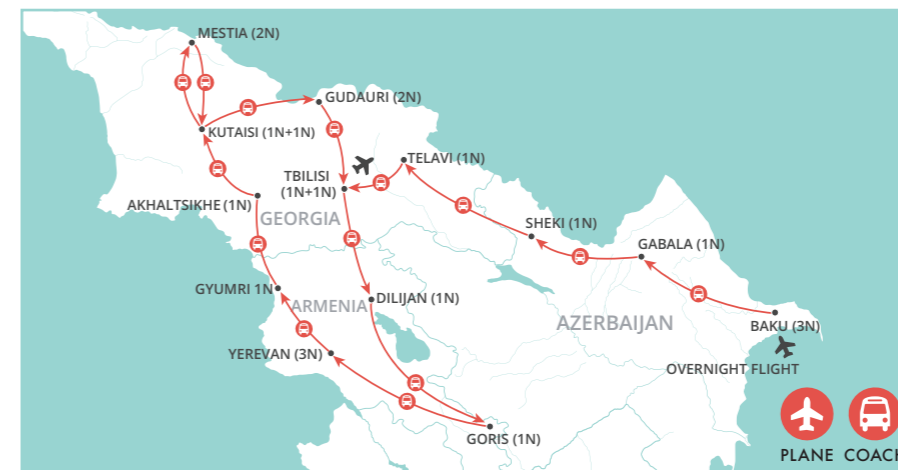 MESTIA (2N)
GUDAURI (2N)
KUTAISI (1N+1N)
TELAVI (1N)
TBILISI
(1N+1N)
AKHALTSIKHE (1N)
GEORGIA
SHEKI (1N)
GABALA (1N)
GYUMRI 1N
ARMENIA
DILIJAN (1N)
AZERBAIJAN
BAKU (3N)
YEREVAN (3N)
OVERNIGHT FLIGHT
GORIS (1N)
PLANE
COACH